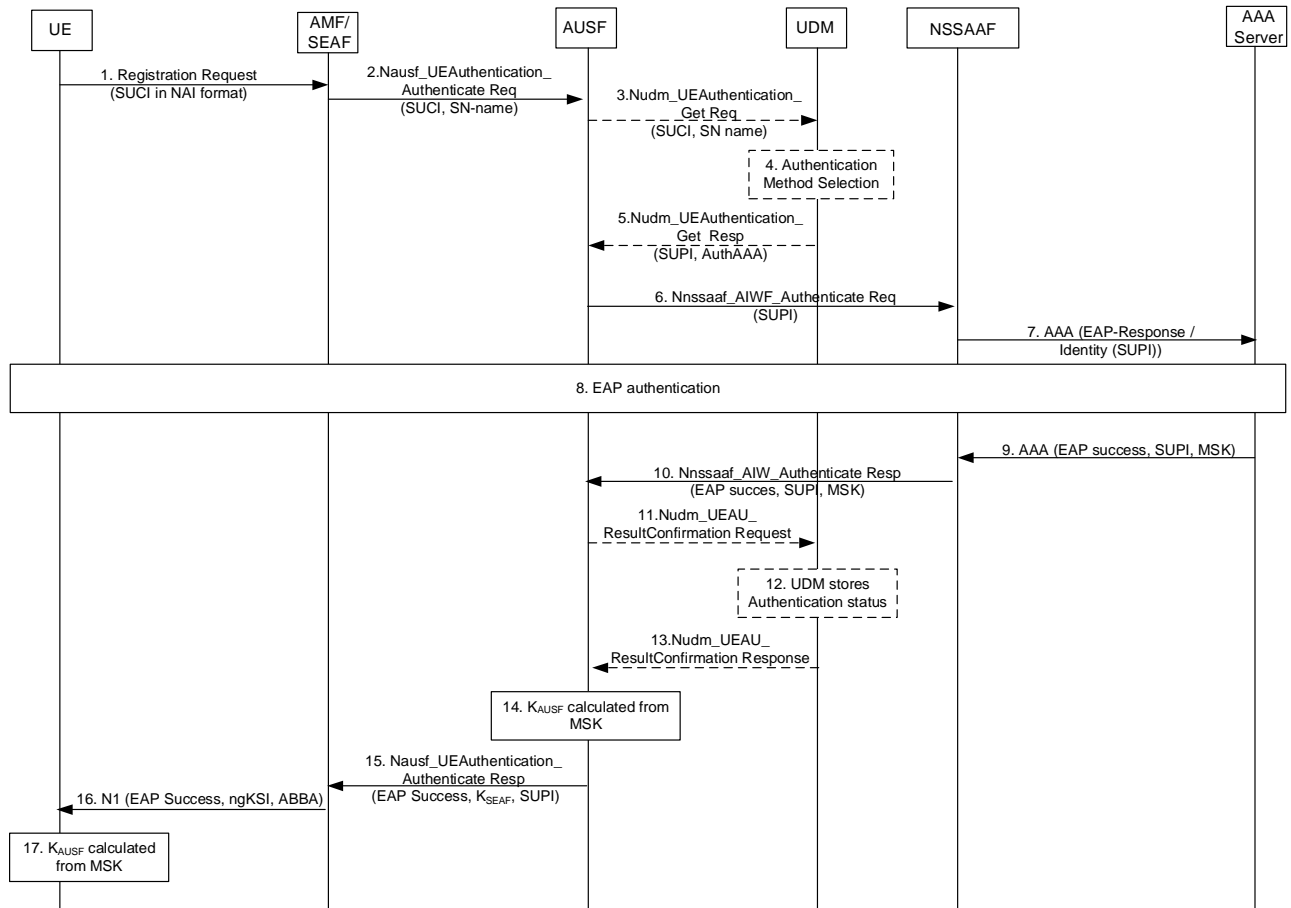 UE
AMF/
SEAF
AUSF
UDM
NSSAAF
AAA
Server
1. Registration Request
(SUCI in NAI format)
2.Nausf_UEAuthentication_
Authenticate Req
(SUCI, SN-name)
3.Nudm_UEAuthentication_
Get Req
(SUCI, SN name)
4. Authentication
Method Selection
5.Nudm_UEAuthentication_
Get Resp
(SUPI, AuthAAA)
6. Nnssaaf_AIWF_Authenticate Req
(SUPI)
7. AAA (EAP-Response /
Identity (SUPI))
8. EAP authentication
9. AAA (EAP success, SUPI, MSK)
10. Nnssaaf_AIW_Authenticate Resp
(EAP succes, SUPI, MSK)
11.Nudm_UEAU_
ResultConfirmation Request
12. UDM stores
Authentication status
13.Nudm_UEAU_
ResultConfirmation Response
14. KAUSF calculated from
MSK
15. Nausf_UEAuthentication_
Authenticate Resp
(EAP Success, KSEAF, SUPI)
16. N1 (EAP Success, ngKSI, ABBA)
17. KAUSF calculated
from MSK